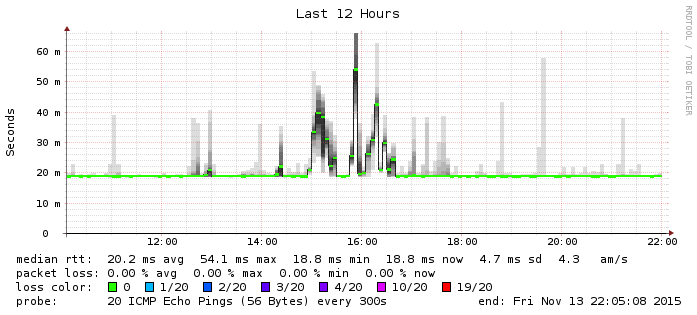 Last 12 Hours
RRDTOOL / TOBI OETIKER
Seconds
60 m
50 m
40 m
30 m
20 m
10 m
0
12:00 14:00 16:00 18:00 20:00 22:00
median rtt: 20.2 ms avg 54.1 ms max 18.8 ms min 18.8 ms now 4.7 ms sd 4.3 am/s
packet loss: 0.00 % avg 0.00 % max 0.00 % min 0.00 % now
loss color: 0 1/20 2/20 3/20 4/20 10/20 19/20
probe: 20 ICMP Echo Pings (56 Bytes) every 300s end: Fri Nov 13 22:05:08 2015